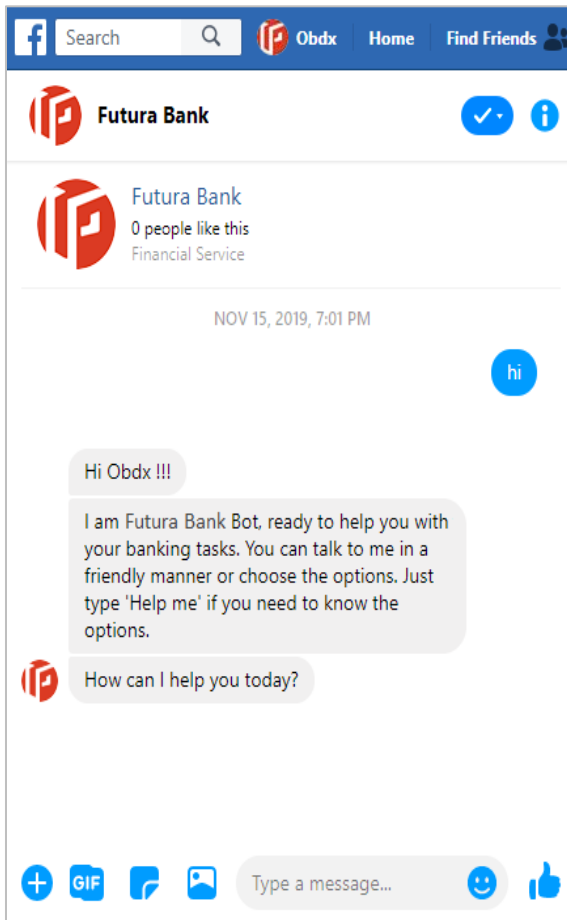 f Search Obdx Home Find Friends
Futura Bank
Futura Bank
0 people like this
Financial Service
NOV 15, 2019, 7:01 PM
hi
Hi Obdx !!!
I am Futura Bank Bot, ready to help you with
your banking tasks. You can talk to me in a
friendly manner or choose the options. Just
type 'Help me' if you need to know the
options.
How can I help you today?
GIF Type a message...